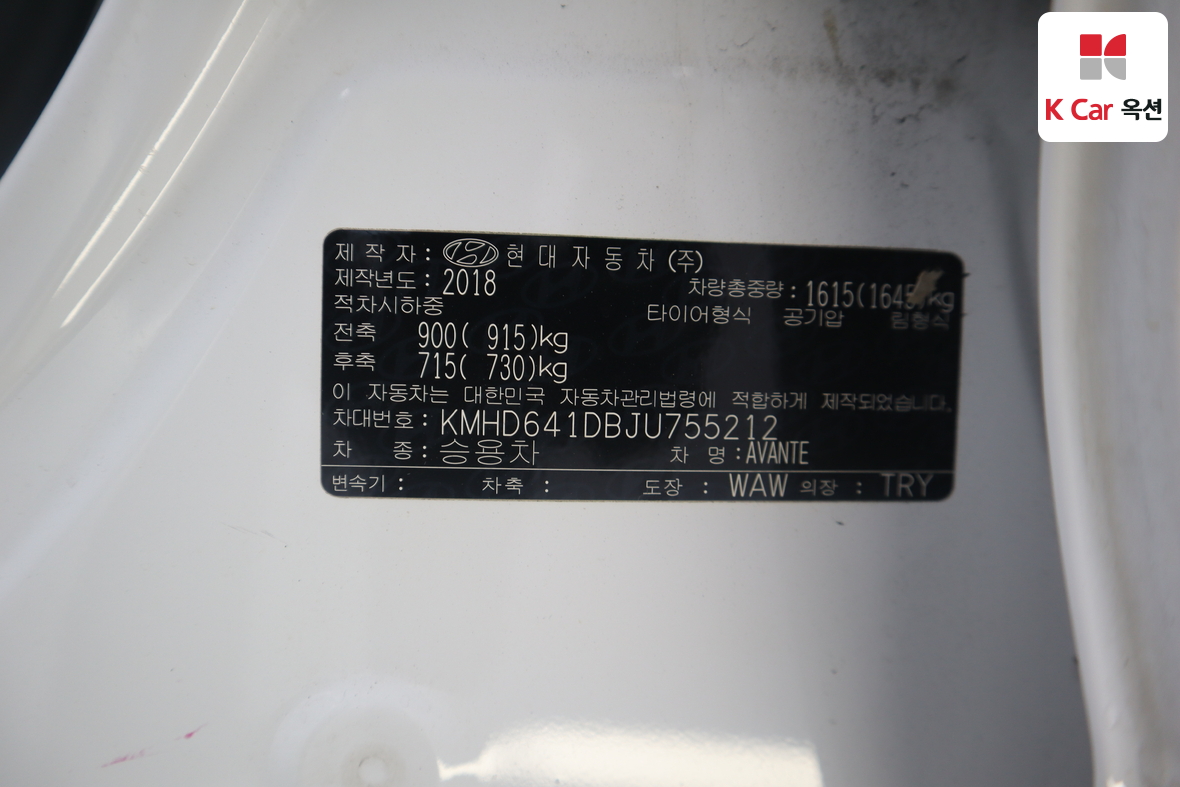 K Car 옥션
제 작 자 : 현 대 자 동 차 (주)
제작년도 : 2018 차량총중량 : 1615(1645)kg
적차시하중 타이어형식 공기압 림형식
전축 900( 915)kg
후축 715( 730)kg
이 자동차는 대한민국 자동차관리법령에 적합하게 제작되었습니다.
차대번호 : KMHD641DBJU755212
차 종 : 승용차 차 명 : AVANTE
변속기 : 차축 : 도장 : WAW 의장 : TRY